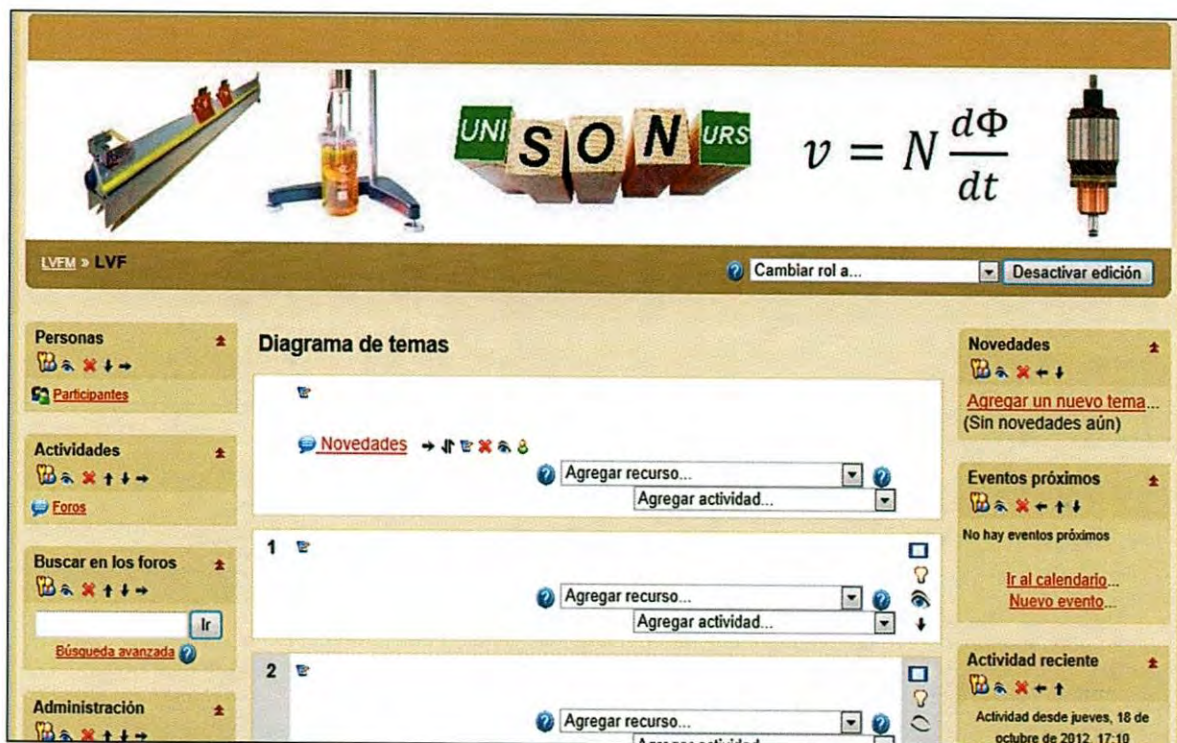 UNI SON URS
v = N dΦ/dt
LVFM » LVF
Cambiar rol a...
Desactivar edición
Personas
Participantes
Actividades
Foros
Buscar en los foros
Ir
Búsqueda avanzada
Administración
Diagrama de temas
Novedades
Agregar recurso...
Agregar actividad...
1
Agregar recurso...
Agregar actividad...
2
Agregar recurso...
Agregar actividad...
Novedades
Agregar un nuevo tema...
(Sin novedades aún)
Eventos próximos
No hay eventos próximos
Ir al calendario...
Nuevo evento...
Actividad reciente
Actividad desde jueves, 18 de
octubre de 2012, 17:10